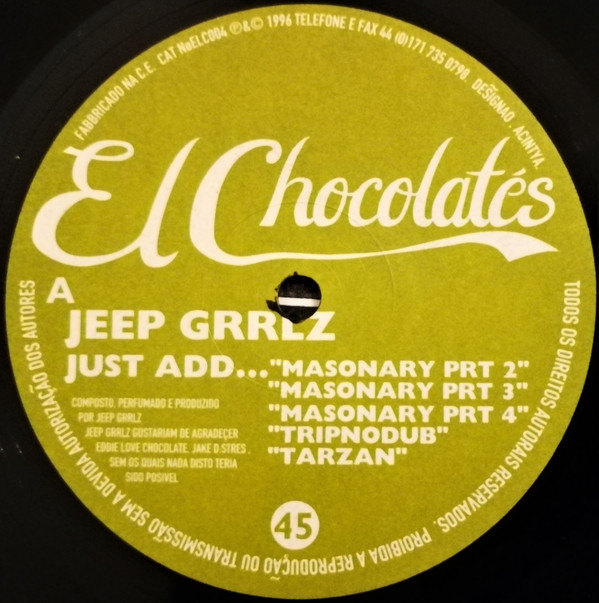 FABBRICADO NA C.E. CAT NºELC004 ℗&© 1996 TELEFONE E FAX 44 (0)171 735 0798. DESIGNAO . ACINTYA.
El Chocolatés
A
JEEP GRRLZ
JUST ADD..."MASONARY PRT 2"
"MASONARY PRT 3"
"MASONARY PRT 4"
"TRIPNODUB"
"TARZAN"
COMPOSTO. PERFUMADO E PRODUZIDO
POR JEEP GRRLZ
JEEP GRRLZ GOSTARIAM DE AGRADEÇER
EDDIE LOVE CHOCOLATE. JAKE D.STRES .
SEM OS QUAIS NADA DISTO TERIA
SIDO POSIVEL
45
TODOS OS DIREITOS AUTORAIS RESERVADOS. PROIBIDA A REPRODUÇÃO OU TRANSMISSÃO SEM A DEVIDA AUTORIZAÇÃO DOS AUTORES